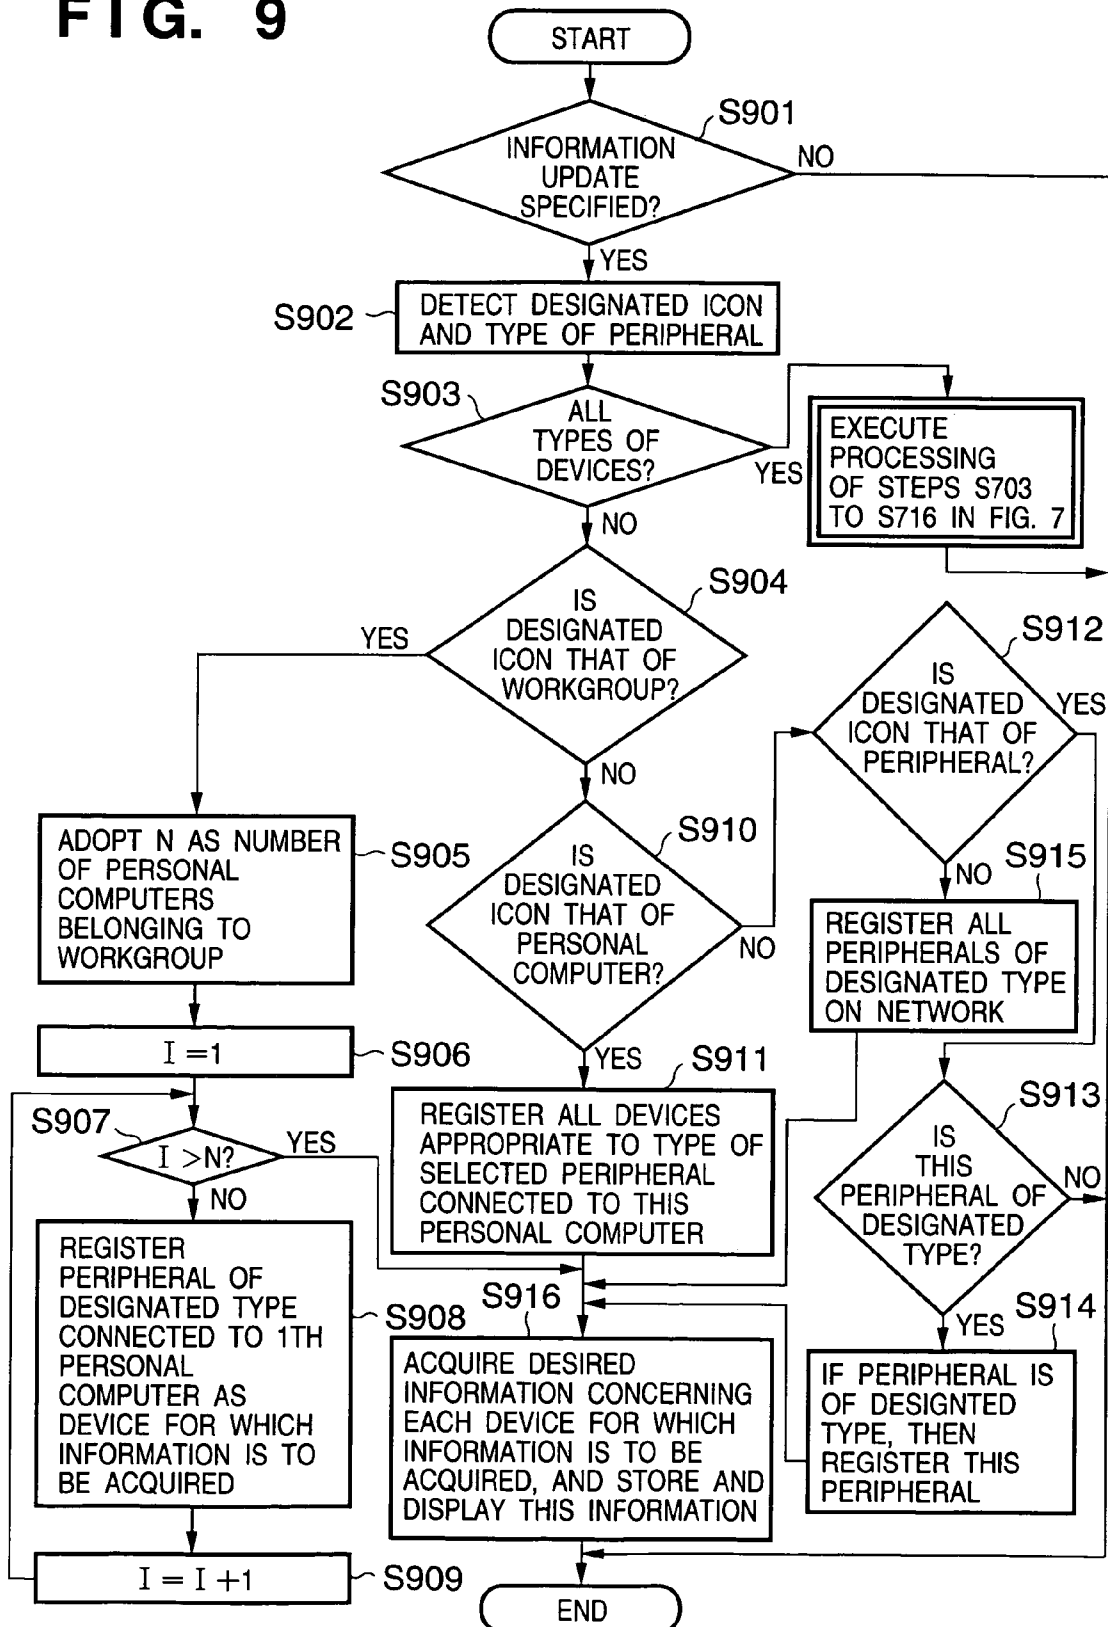 FIG. 9
START
S901
INFORMATION
UPDATE
SPECIFIED?
NO
YES
S902
DETECT DESIGNATED ICON
AND TYPE OF PERIPHERAL
S903
ALL
TYPES OF
DEVICES?
YES
NO
EXECUTE
PROCESSING
OF STEPS S703
TO S716 IN FIG. 7
S904
IS
DESIGNATED
ICON THAT OF
WORKGROUP?
YES
NO
S912
IS
DESIGNATED
ICON THAT OF
PERIPHERAL?
YES
NO
ADOPT N AS NUMBER
OF PERSONAL
COMPUTERS
BELONGING TO
WORKGROUP
S905
S910
IS
DESIGNATED
ICON THAT OF
PERSONAL
COMPUTER?
NO
YES
S915
REGISTER ALL
PERIPHERALS OF
DESIGNATED TYPE
ON NETWORK
I =1
S906
S907
I >N?
YES
NO
S911
REGISTER ALL DEVICES
APPROPRIATE TO TYPE OF
SELECTED PERIPHERAL
CONNECTED TO THIS
PERSONAL COMPUTER
S913
IS
THIS
PERIPHERAL OF
DESIGNATED
TYPE?
NO
YES
REGISTER
PERIPHERAL OF
DESIGNATED TYPE
CONNECTED TO 1TH
PERSONAL
COMPUTER AS
DEVICE FOR WHICH
INFORMATION IS TO
BE ACQUIRED
S908
S916
ACQUIRE DESIRED
INFORMATION CONCERNING
EACH DEVICE FOR WHICH
INFORMATION IS TO BE
ACQUIRED, AND STORE AND
DISPLAY THIS INFORMATION
S914
IF PERIPHERAL IS
OF DESIGNTED
TYPE, THEN
REGISTER THIS
PERIPHERAL
I = I +1
S909
END